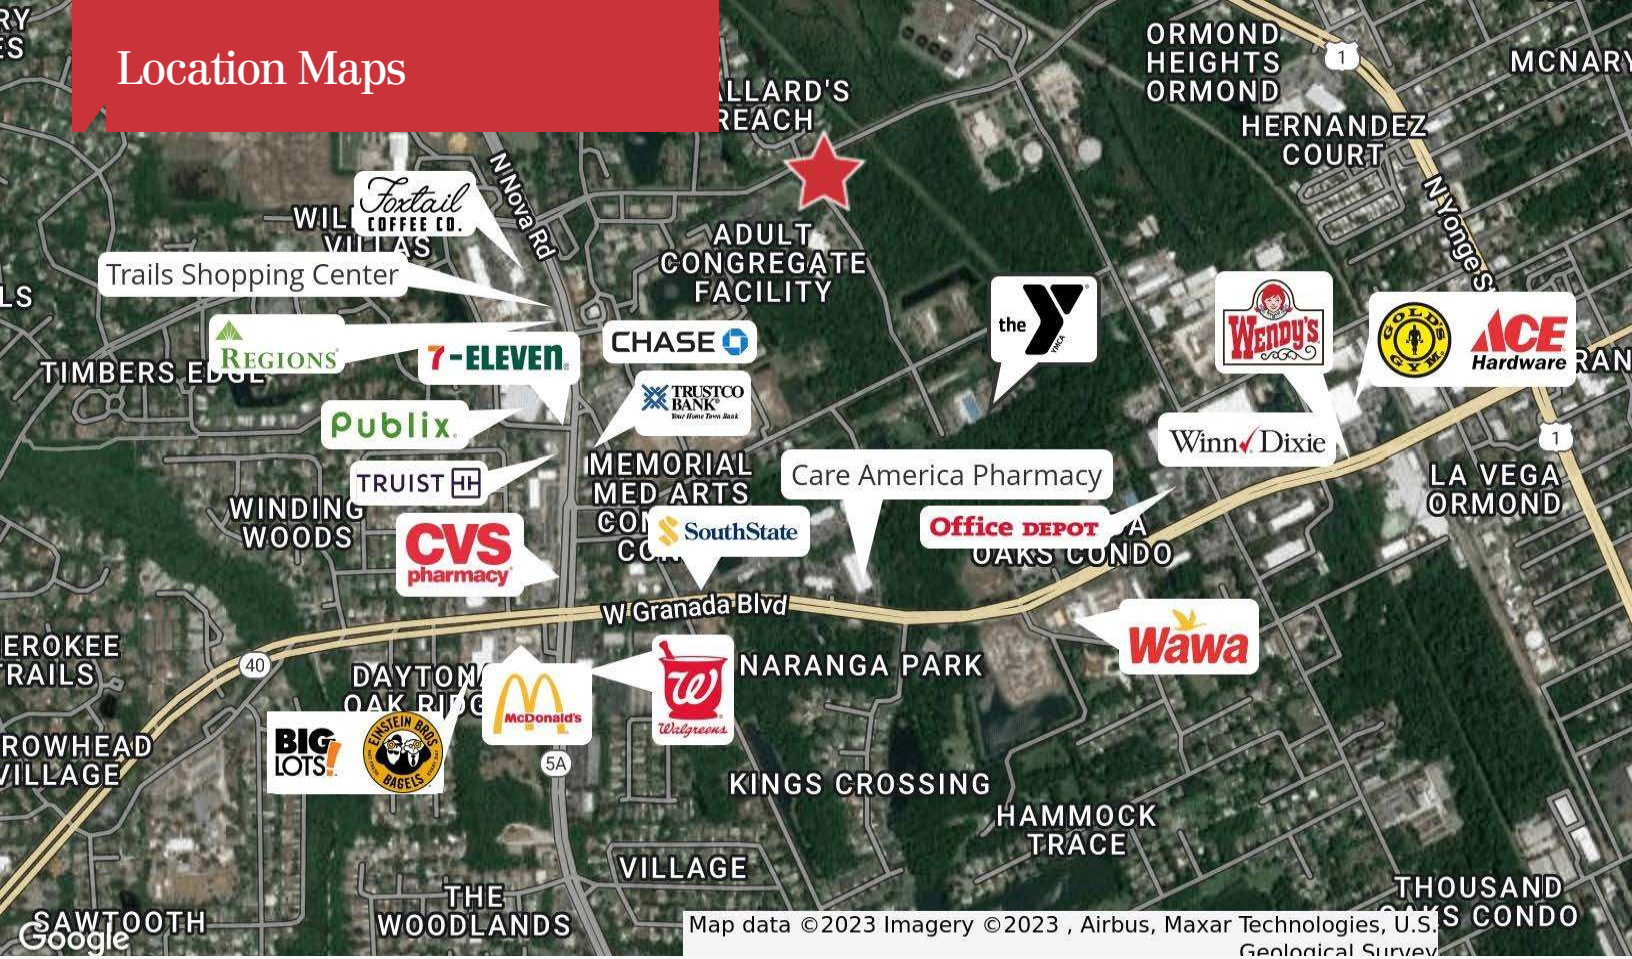 Location Maps
ORMOND
HEIGHTS
ORMOND
1
MCNARY
HERNANDEZ
COURT
REACH
N Nova Rd
Foxtail
COFFEE CO.
VILLAS
Trails Shopping Center
ADULT
CONGREGATE
FACILITY
N Yonge St
REGIONS
7-ELEVEN
CHASE
the
YMCA
WENDY'S
GOLD'S
GYM
ACE
Hardware
TIMBERS EDGE
TRUSTCO
BANK
Your Home Town Bank
Publix
Winn Dixie
1
TRUIST
MEMORIAL
MED ARTS
Care America Pharmacy
LA VEGA
ORMOND
WINDING
WOODS
SouthState
Office DEPOT
OAKS CONDO
CVS
pharmacy
W Granada Blvd
Wawa
40
NARANGA PARK
McDonald's
W
Walgreens
BIG
LOTS!
EINSTEIN BROS
BAGELS
5A
VILLAGE
KINGS CROSSING
HAMMOCK
TRACE
VILLAGE
THE
WOODLANDS
THOUSAND
OAKS CONDO
SAWTOOTH
Google
Map data ©2023 Imagery ©2023 , Airbus, Maxar Technologies, U.S.
Geological Survey